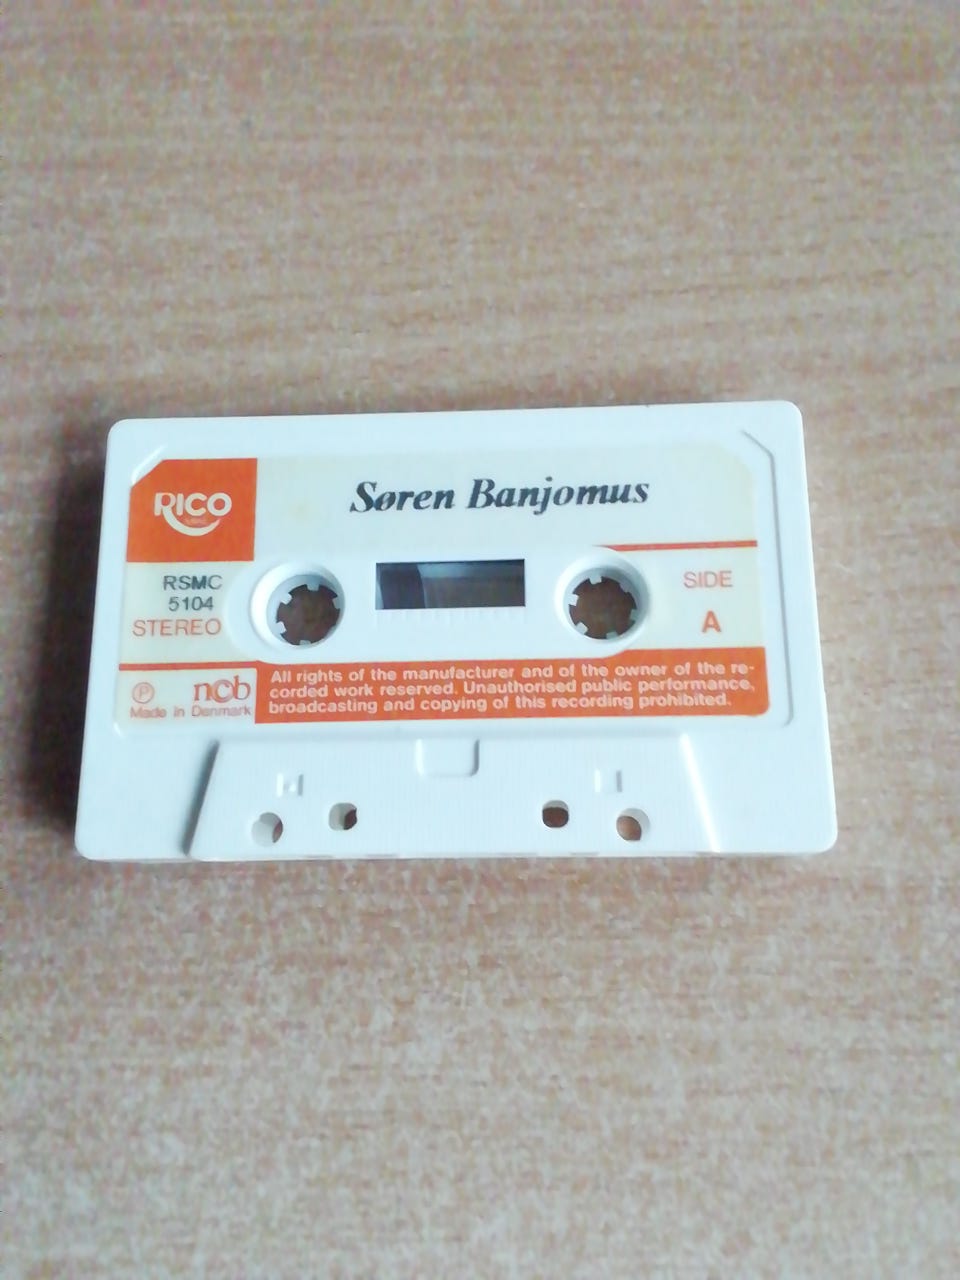 RICO
Søren Banjomus
RSMC
5104
STEREO
SIDE
A
P
ncb
Made in Denmark
All rights of the manufacturer and of the owner of the re-
corded work reserved. Unauthorised public performance,
broadcasting and copying of this recording prohibited.